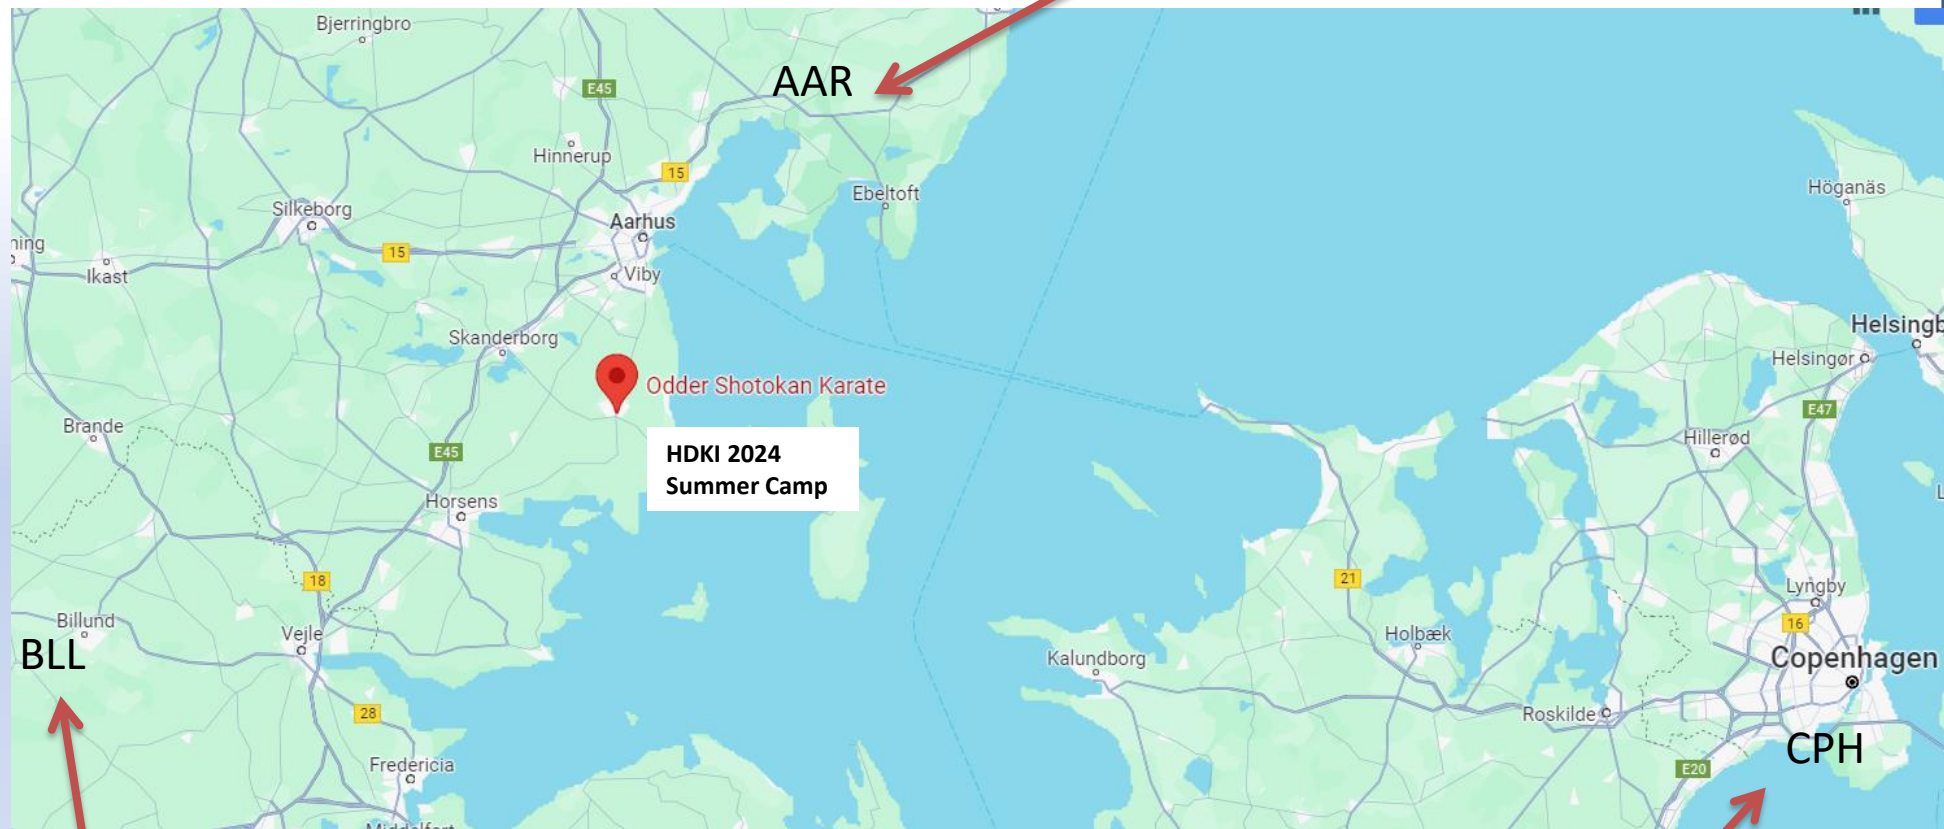 Bjerringbro
AAR
E45
Hinnerup
15
Ebeltoft
Höganäs
Silkeborg
Aarhus
15
Ikast
Viby
Skanderborg
Helsingb
Helsingør
Odder Shotokan Karate
E47
Brande
Hillerød
E45
HDKI 2024
Summer Camp
Horsens
18
21
Lyngby
Billund
Vejle
16
Holbæk
BLL
Kalundborg
Copenhagen
28
Roskilde
CPH
Fredericia
E20